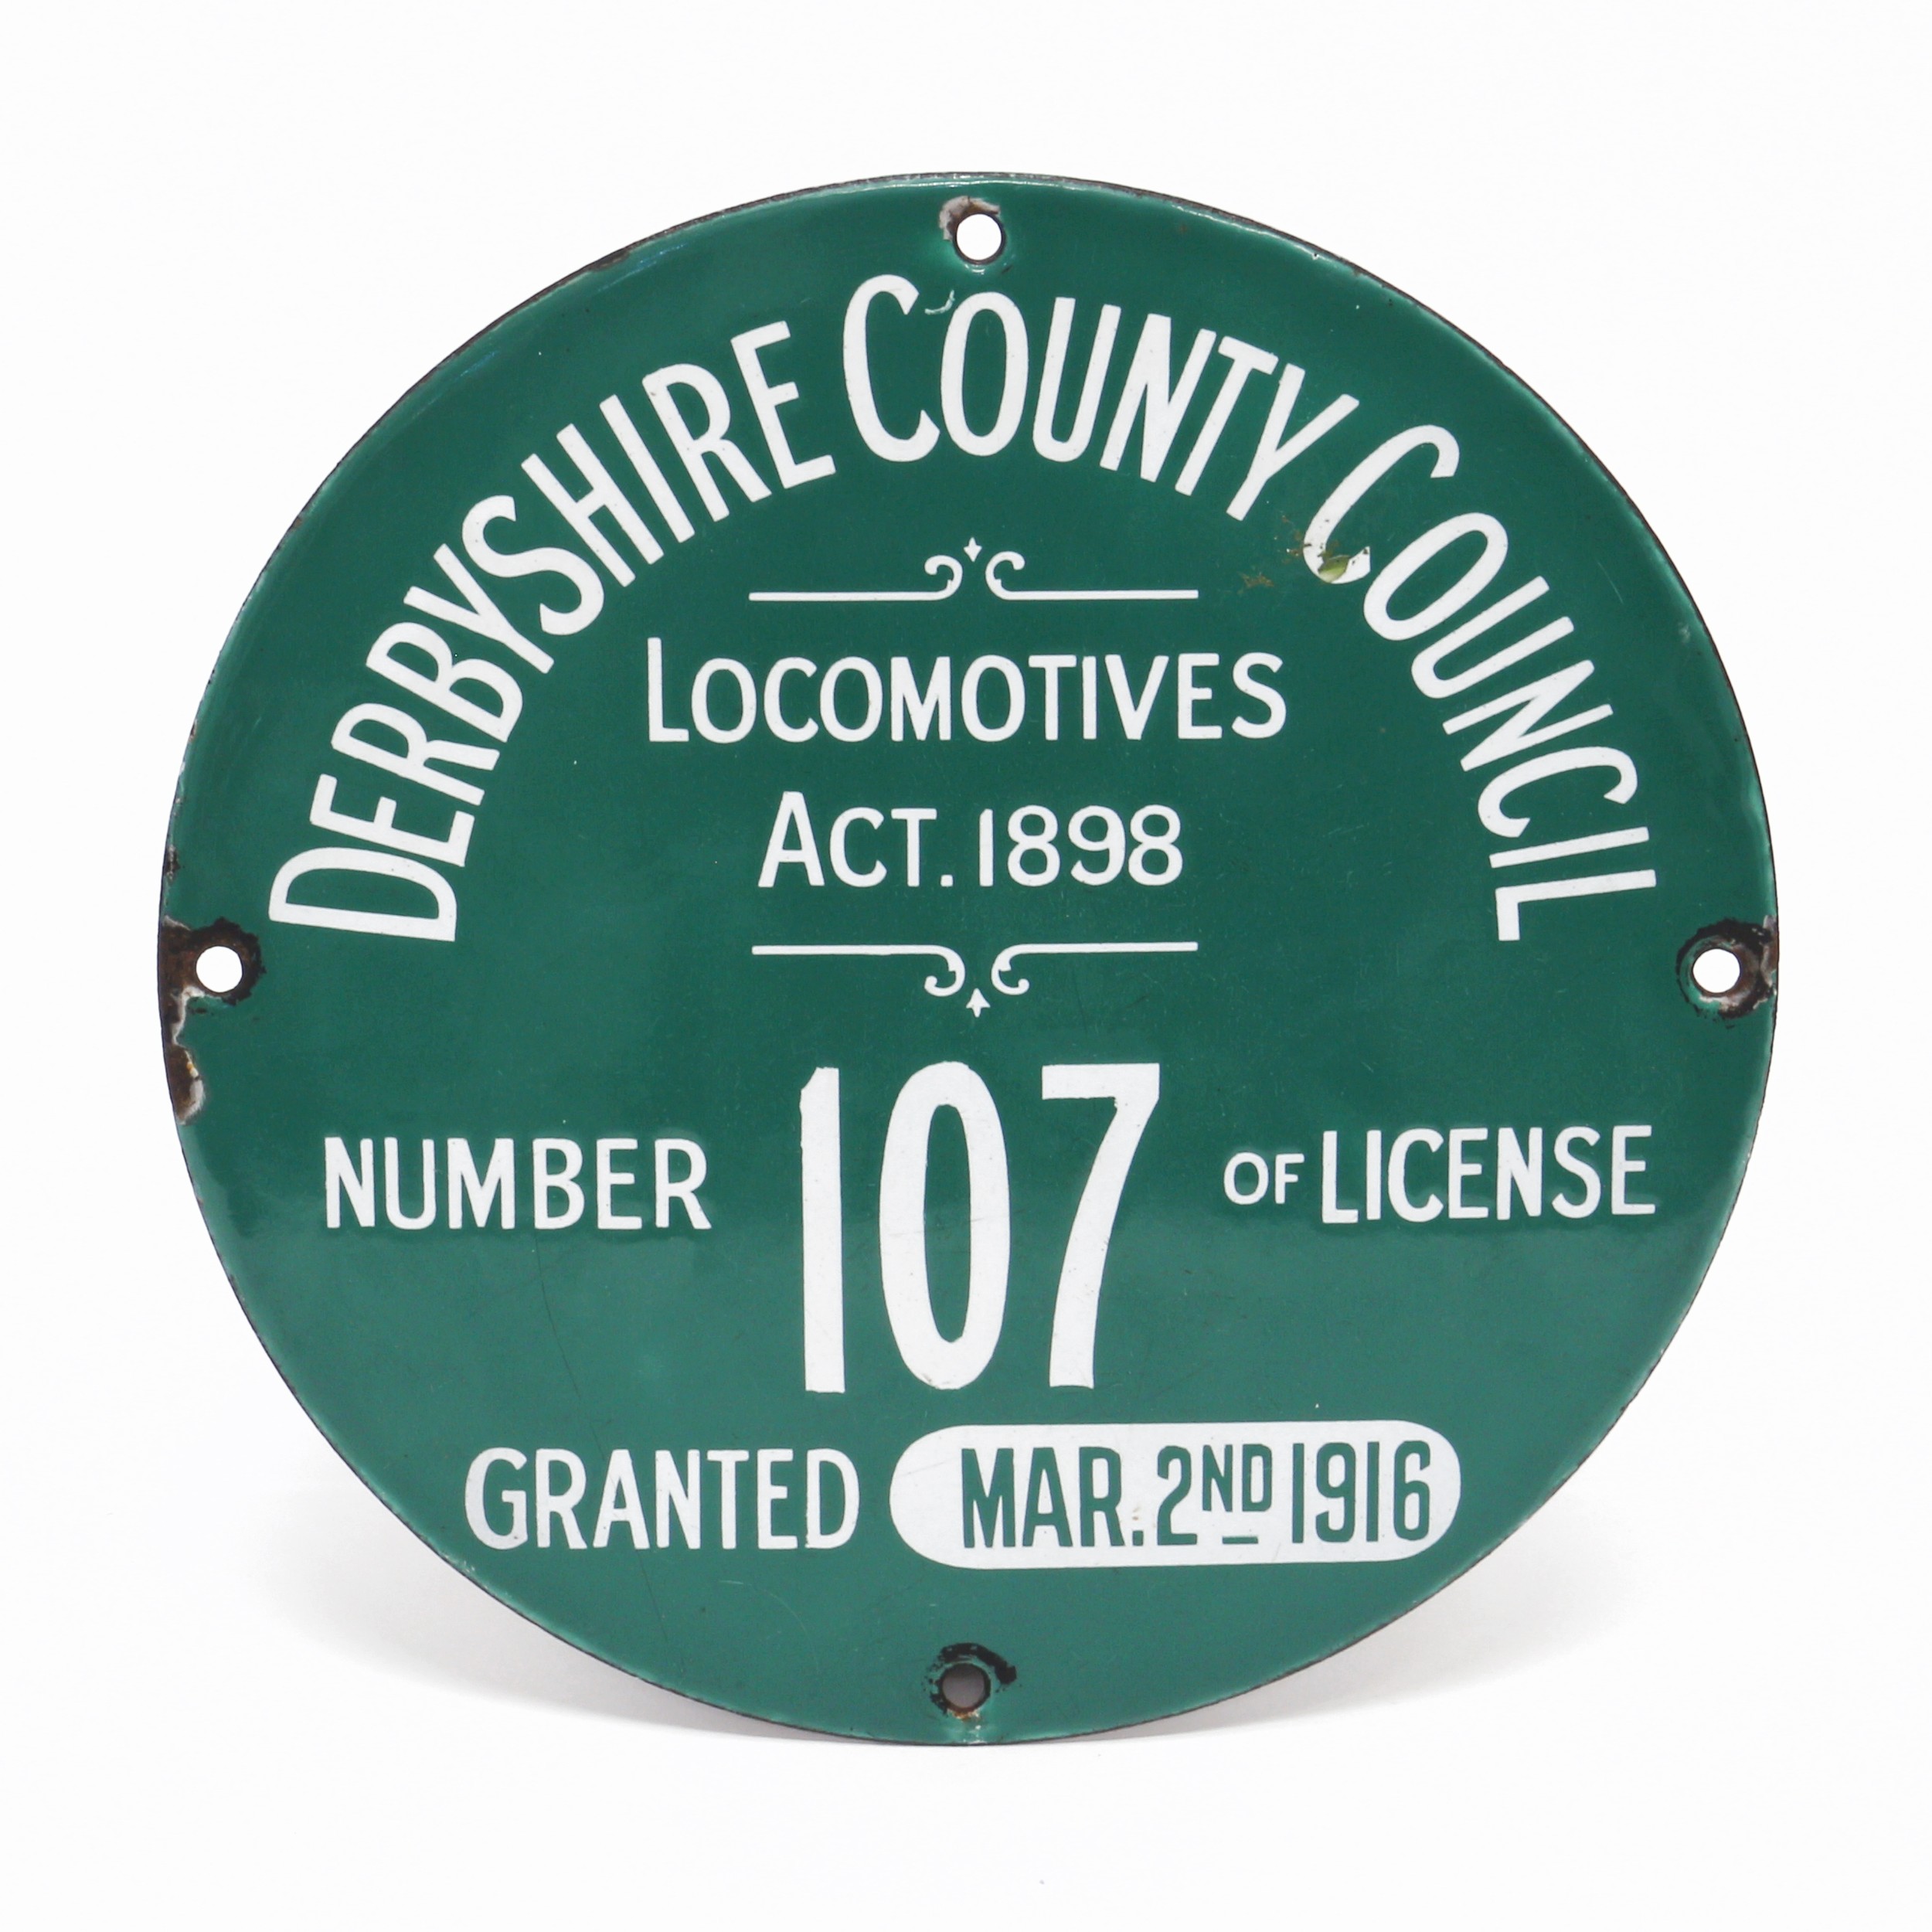 DERBYSHIRE COUNTY COUNCIL
LOCOMOTIVES
ACT. 1898
NUMBER 107 OF LICENSE
GRANTED MAR. 2ND 1916